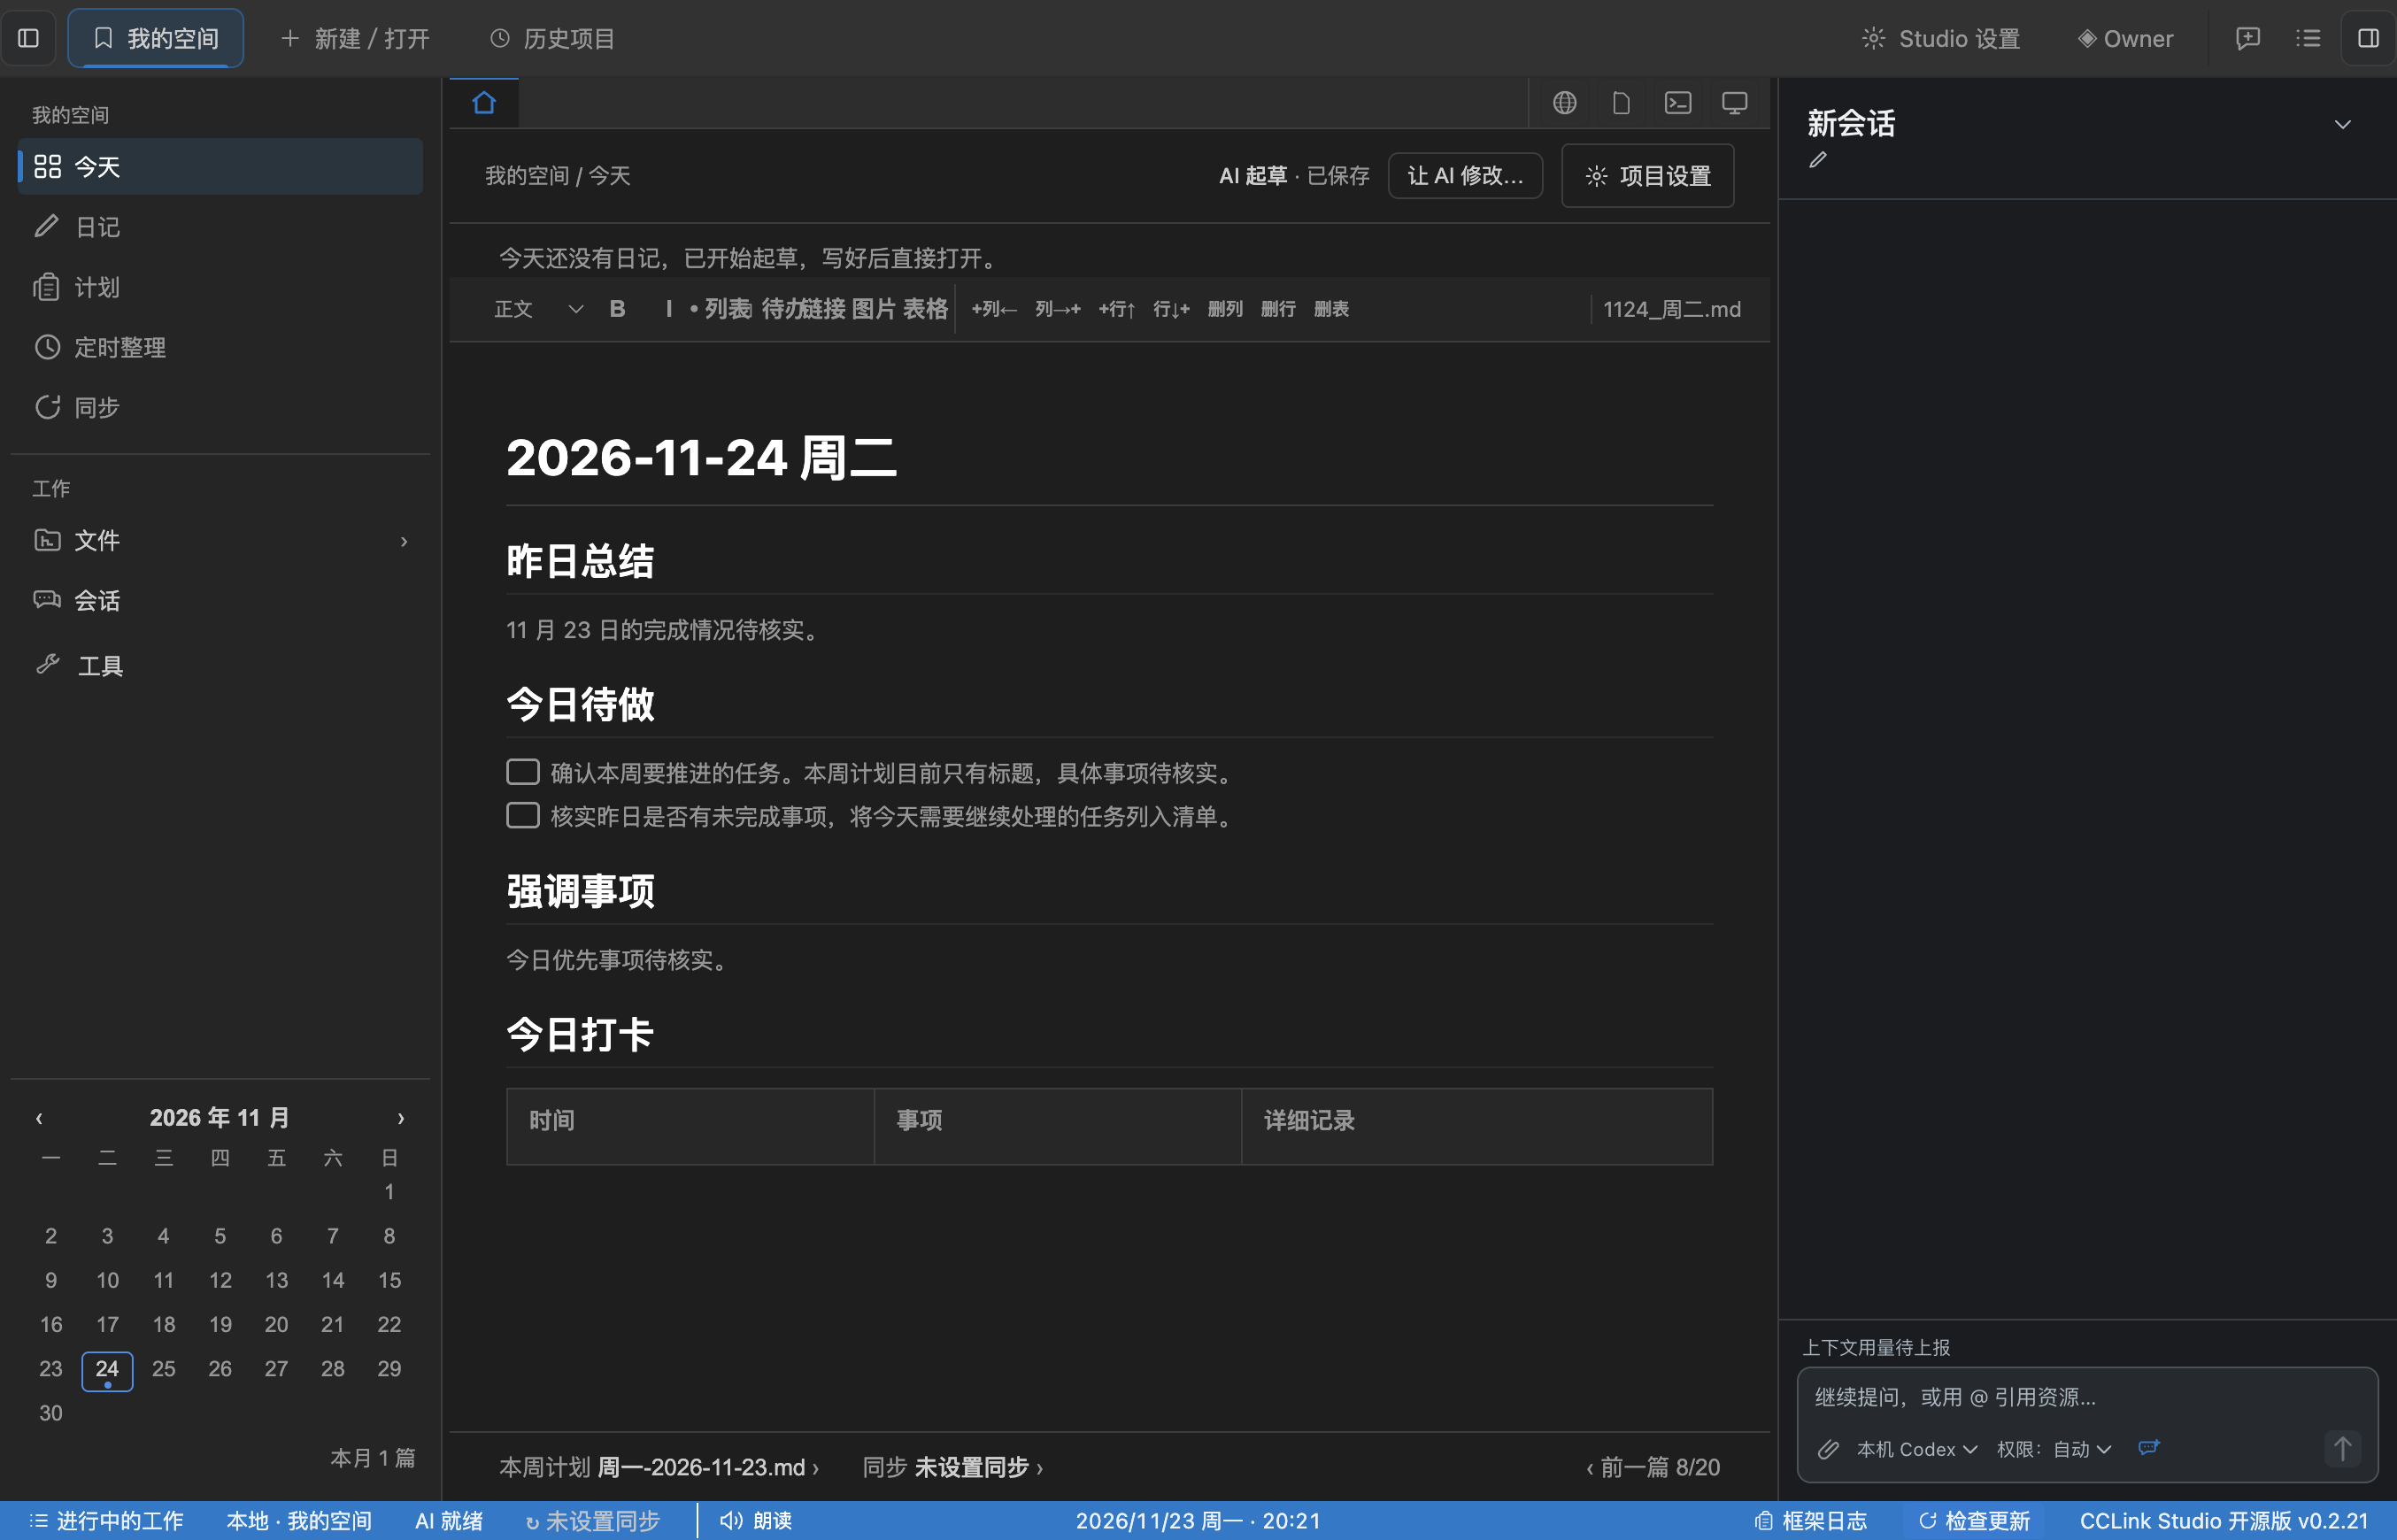 我的空间
新建 / 打开
历史项目
Studio 设置
Owner
我的空间
今天
日记
计划
定时整理
同步
工作
文件
会话
工具
2026 年 11 月
一 二 三 四 五 六 日
1
2 3 4 5 6 7 8
9 10 11 12 13 14 15
16 17 18 19 20 21 22
23 24 25 26 27 28 29
30
本月 1 篇
我的空间 / 今天
AI 起草 · 已保存
让 AI 修改...
项目设置
今天还没有日记，已开始起草，写好后直接打开。
正文 B I • 列表 待办 链接 图片 表格 +列← 列→+ +行↑ 行↓+ 删列 删行 删表 1124_周二.md
2026-11-24 周二
昨日总结
11 月 23 日的完成情况待核实。
今日待做
确认本周要推进的任务。本周计划目前只有标题，具体事项待核实。
核实昨日是否有未完成事项，将今天需要继续处理的任务列入清单。
强调事项
今日优先事项待核实。
今日打卡
时间 事项 详细记录
本周计划 周一-2026-11-23.md ›
同步 未设置同步 ›
‹ 前一篇 8/20
新会话
上下文用量待上报
继续提问，或用 @ 引用资源...
本机 Codex 权限：自动
进行中的工作 本地 · 我的空间 AI 就绪 未设置同步 朗读 2026/11/23 周一 · 20:21 框架日志 检查更新 CCLink Studio 开源版 v0.2.21